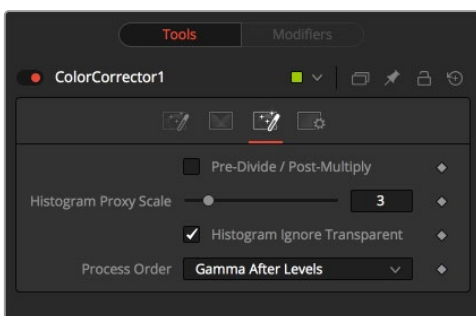 Tools
Modifiers
ColorCorrector1
Pre-Divide / Post-Multiply
Histogram Proxy Scale
3
Histogram Ignore Transparent
Process Order
Gamma After Levels